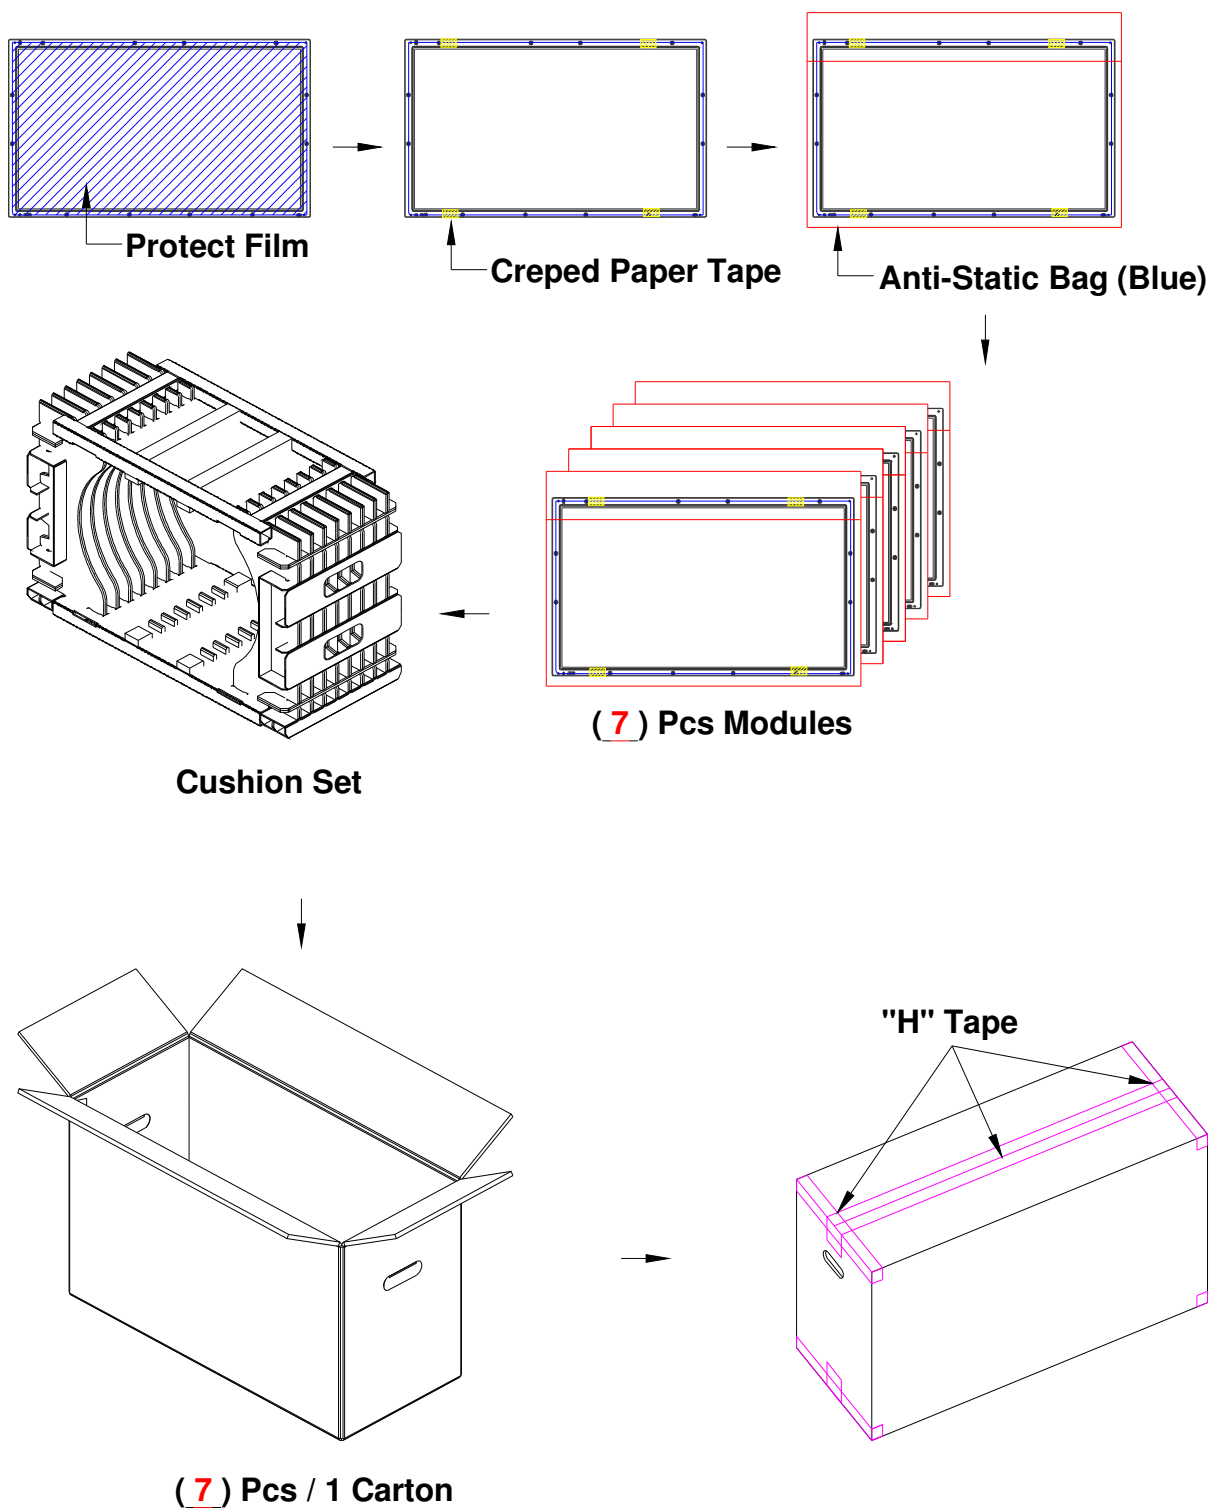 Protect Film
Creped Paper Tape
Anti-Static Bag (Blue)
( 7 ) Pcs Modules
Cushion Set
"H" Tape
( 7 ) Pcs / 1 Carton